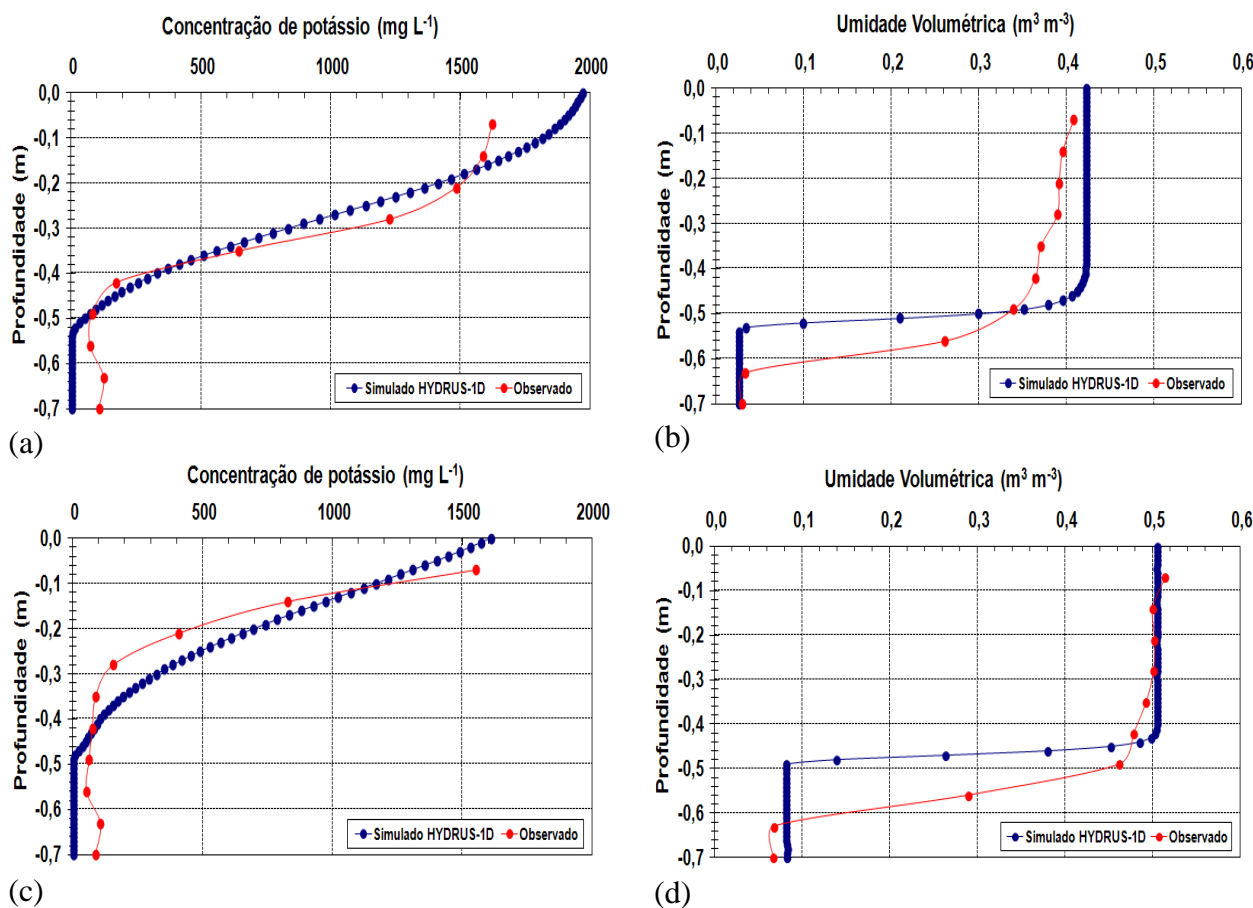 Concentração de potássio (mg L-1)
0 500 1000 1500 2000
Profundidade (m)
0,0
-0,1
-0,2
-0,3
-0,4
-0,5
-0,6
-0,7
Simulado HYDRUS-1D Observado
(a)
Umidade Volumétrica (m3 m-3)
0,0 0,1 0,2 0,3 0,4 0,5 0,6
Profundidade (m)
0,0
-0,1
-0,2
-0,3
-0,4
-0,5
-0,6
-0,7
Simulado HYDRUS-1D Observado
(b)
Concentração de potássio (mg L-1)
0 500 1000 1500 2000
Profundidade (m)
0,0
-0,1
-0,2
-0,3
-0,4
-0,5
-0,6
-0,7
Simulado HYDRUS-1D Observado
(c)
Umidade Volumétrica (m3 m-3)
0,0 0,1 0,2 0,3 0,4 0,5 0,6
Profundidade (m)
0,0
-0,1
-0,2
-0,3
-0,4
-0,5
-0,6
-0,7
Simulado HYDRUS-1D Observado
(d)